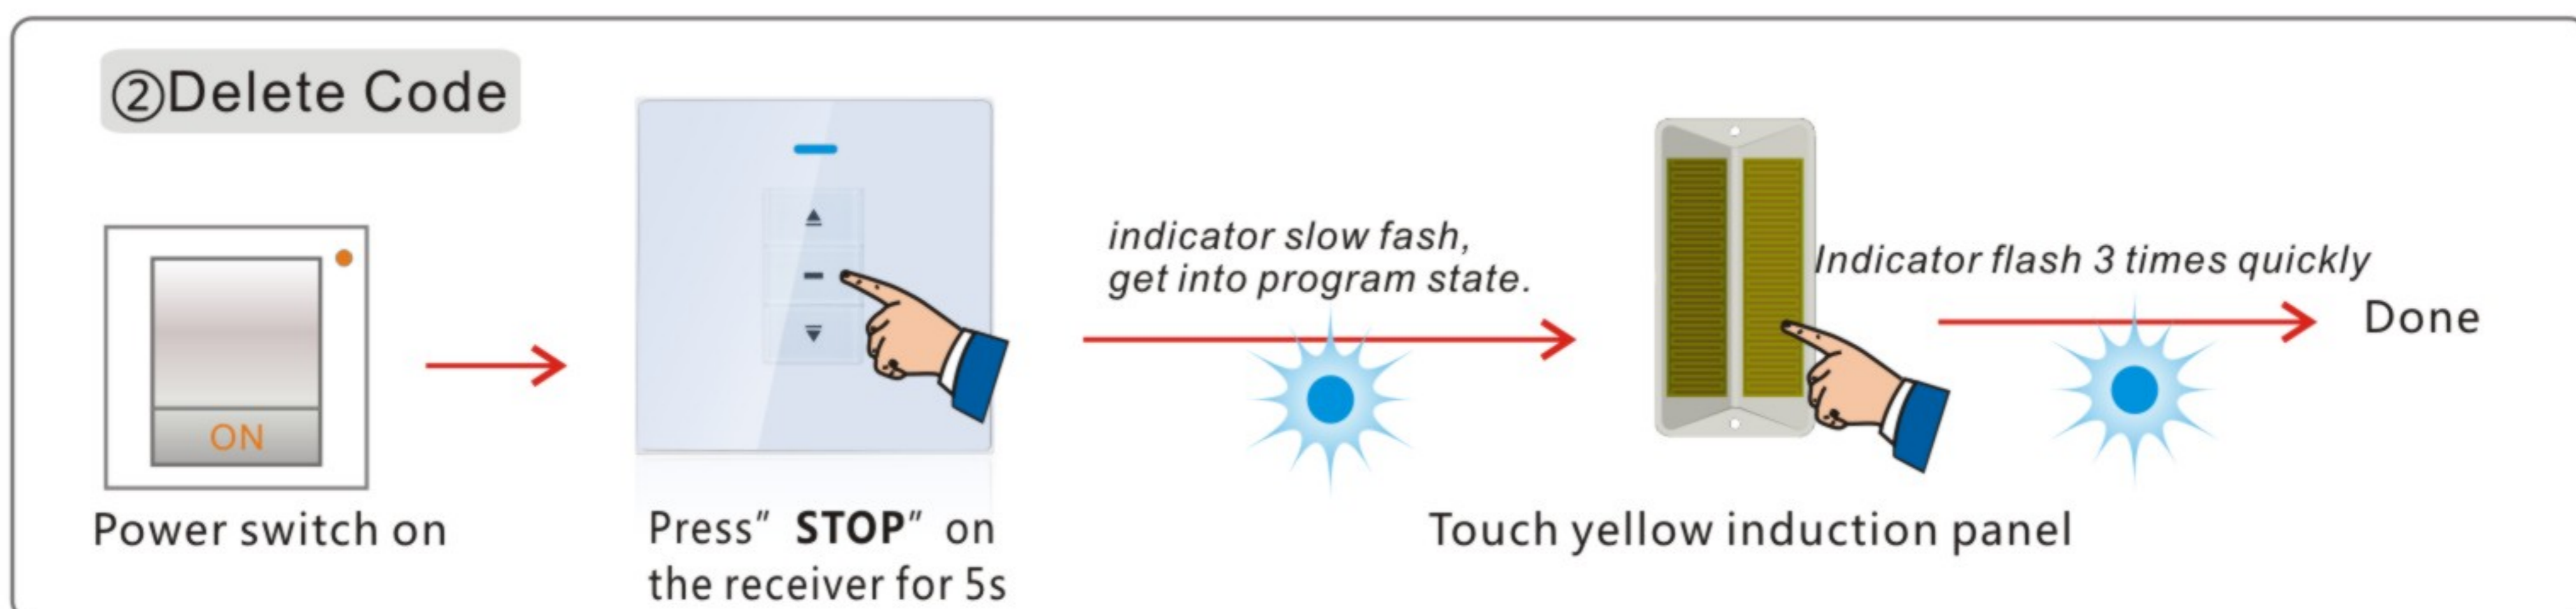 ②Delete Code
ON
Power switch on
Press” STOP” on
the receiver for 5s
indicator slow fash,
get into program state.
Touch yellow induction panel
Indicator flash 3 times quickly
Done